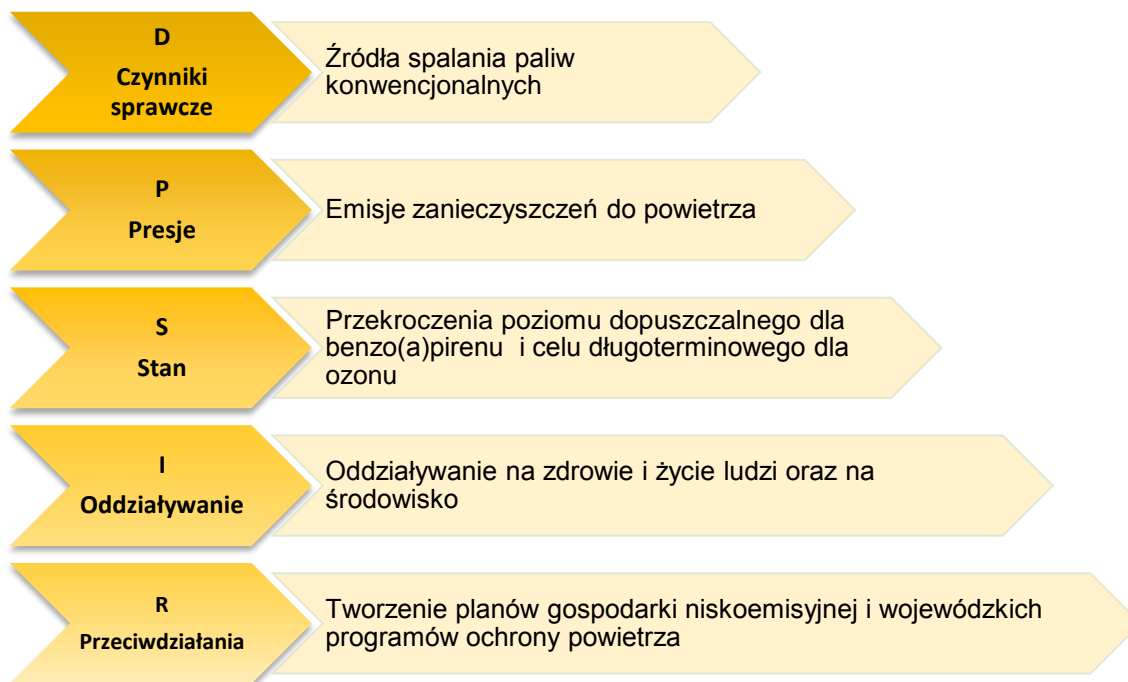 D
Czynniki
sprawcze
Źródła spalania paliw
konwencjonalnych
P
Presje
Emisje zanieczyszczeń do powietrza
S
Stan
Przekroczenia poziomu dopuszczalnego dla
benzo(a)pirenu i celu długoterminowego dla
ozonu
I
Oddziaływanie
Oddziaływanie na zdrowie i życie ludzi oraz na
środowisko
R
Przeciwdziałania
Tworzenie planów gospodarki niskoemisyjnej i wojewódzkich
programów ochrony powietrza